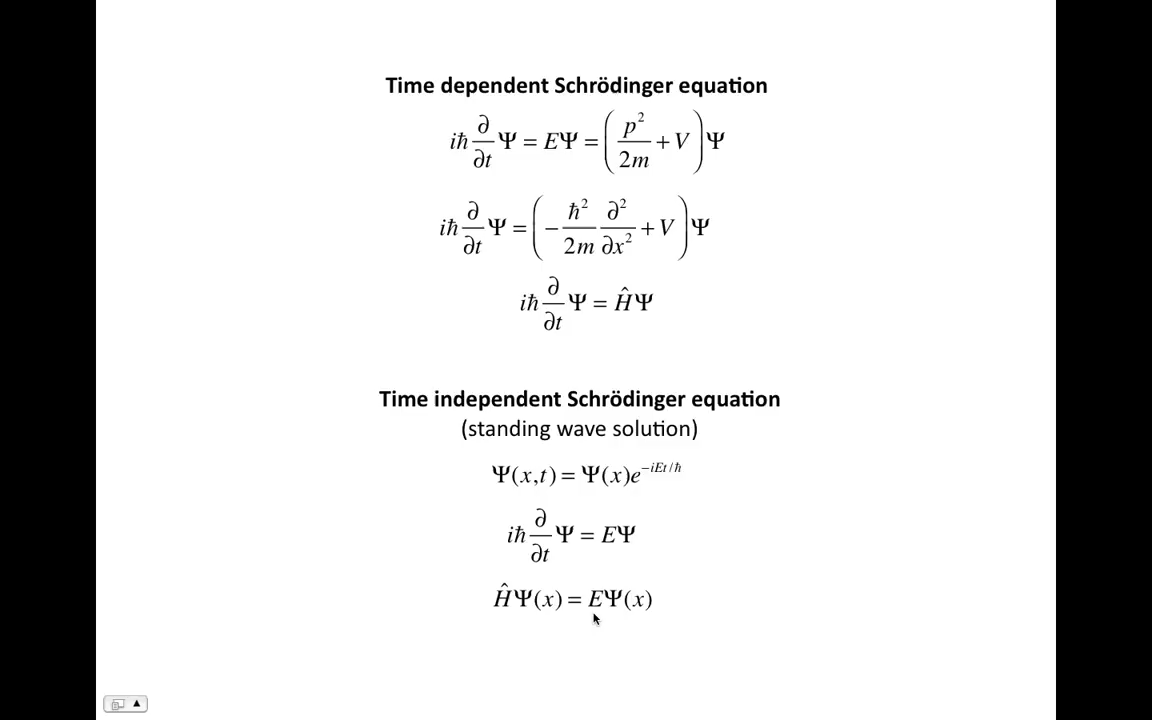 Time dependent Schrödinger equation
iħ ∂/∂t Ψ = EΨ = (p²/2m + V)Ψ
iħ ∂/∂t Ψ = (−ħ²/2m ∂²/∂x² + V)Ψ
iħ ∂/∂t Ψ = ĤΨ
Time independent Schrödinger equation
(standing wave solution)
Ψ(x,t) = Ψ(x)e^{−iEt/ħ}
iħ ∂/∂t Ψ = EΨ
ĤΨ(x) = EΨ(x)